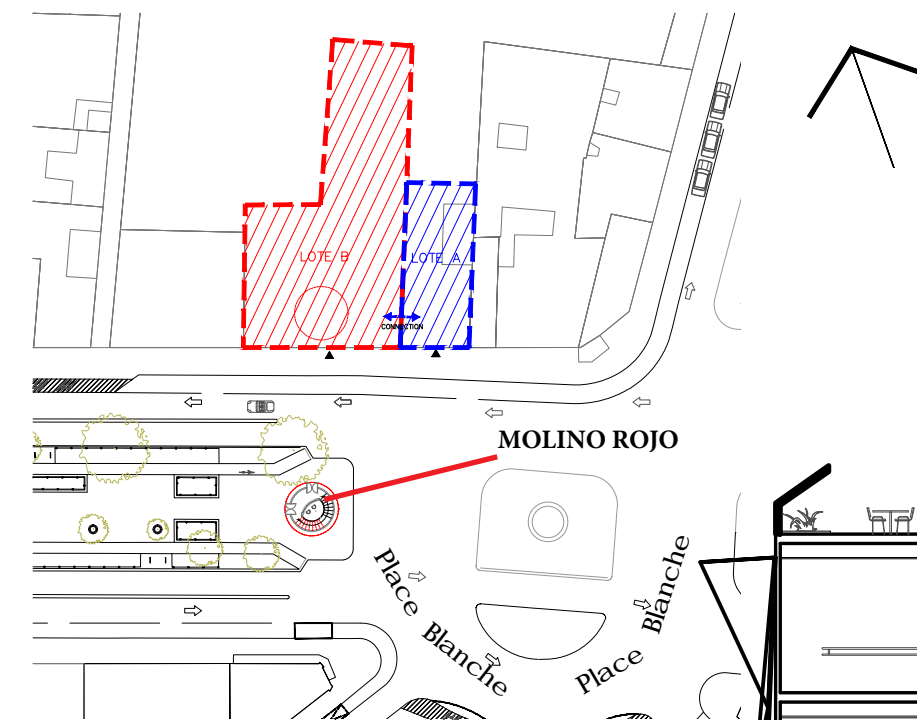 LOTE B
LOTE A
CONNECTION
MOLINO ROJO
Place Blanche
Place Blanche